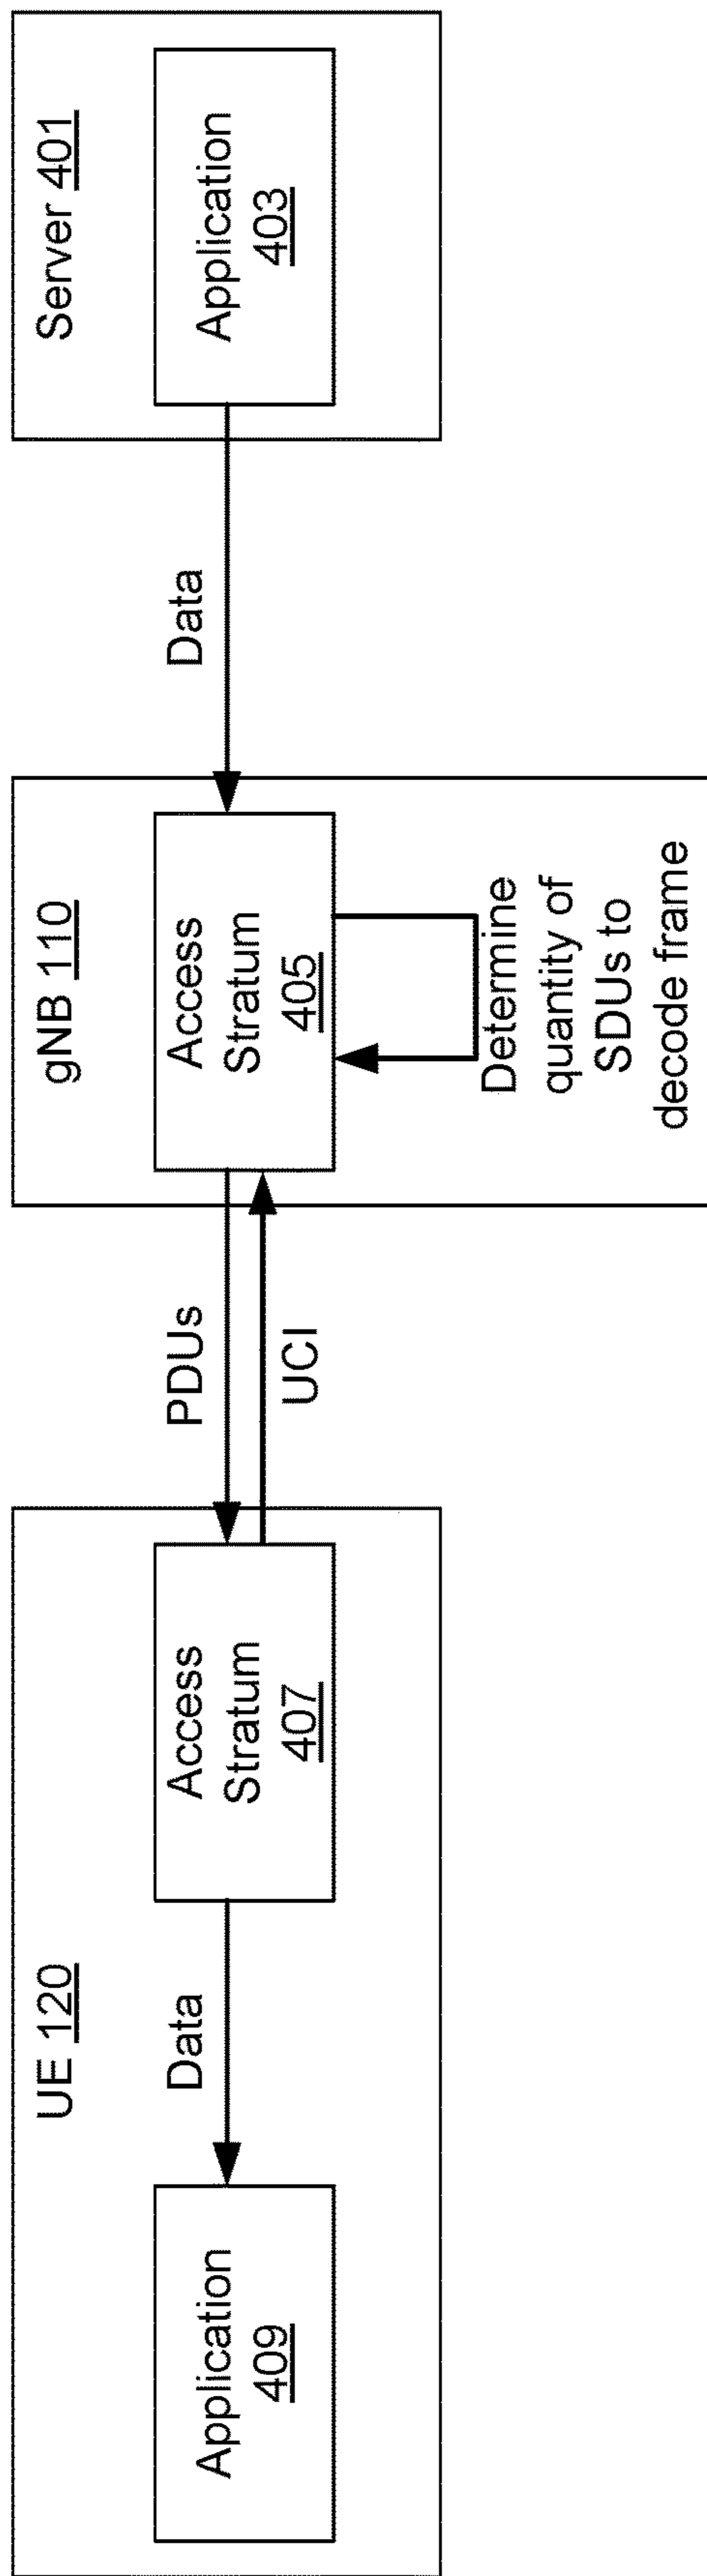 UE 120
Application
409
Data
Access
Stratum
407
PDUs
UCI
gNB 110
Access
Stratum
405
Determine
quantity of
SDUs to
decode frame
Data
Server 401
Application
403